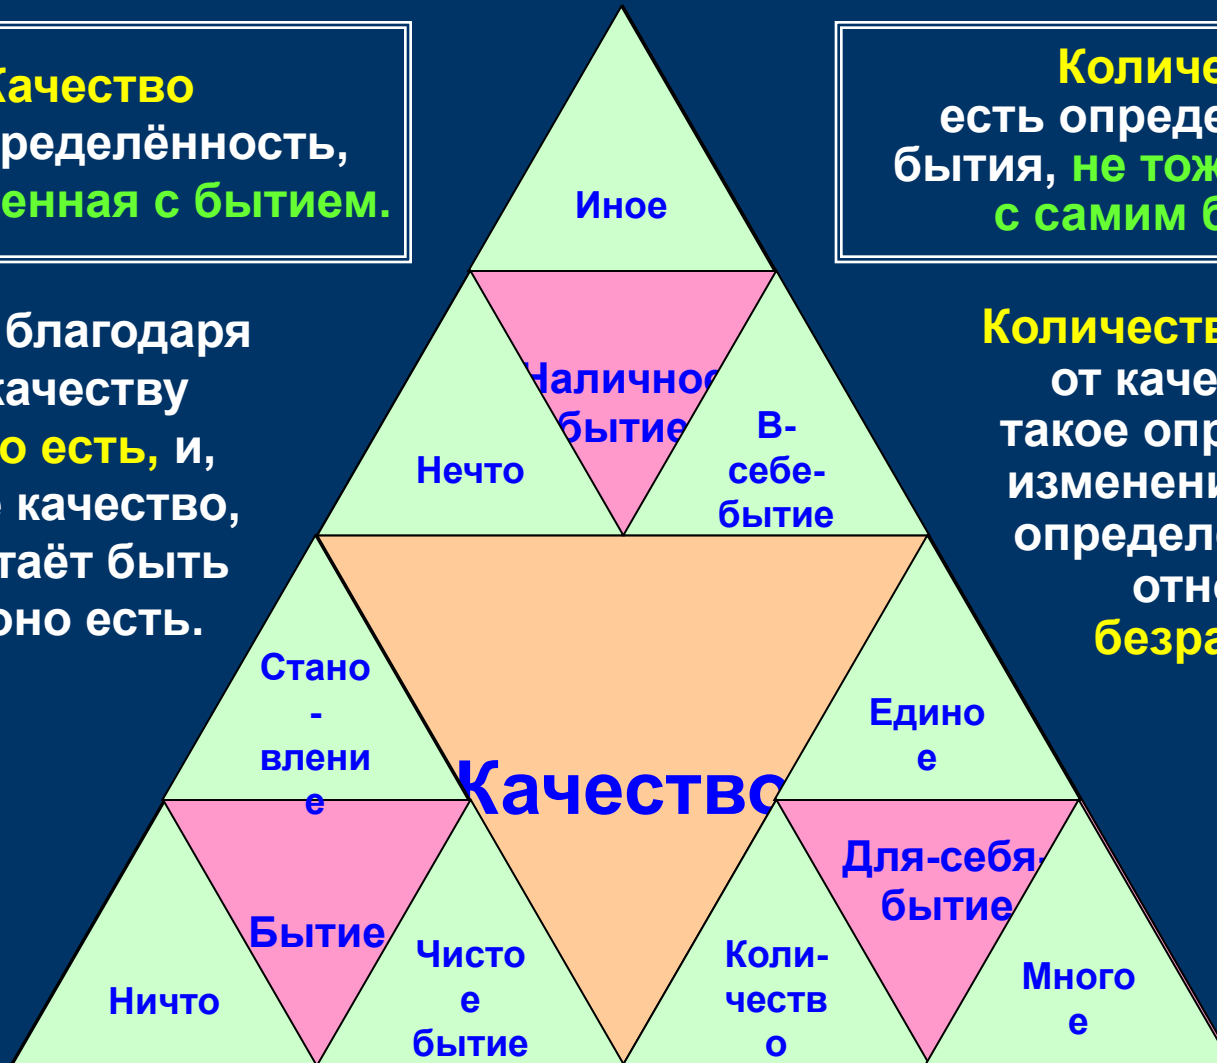 Качество
ределённость,
енная с бытием.
благодаря
качеству
о есть, и,
е качество,
таёт быть
оно есть.
Иное
Наличное
бытие
Нечто
В-
себе-
бытие
Стано
-
влени
е
Качество
Едино
е
Бытие
Ничто
Чисто
е
бытие
Для-себя-
бытие
Коли-
честв
о
Много
е
Количе
есть опреде
бытия, не тож
с самим б
Количеств
от каче
такое опр
изменени
определ
отн
безра